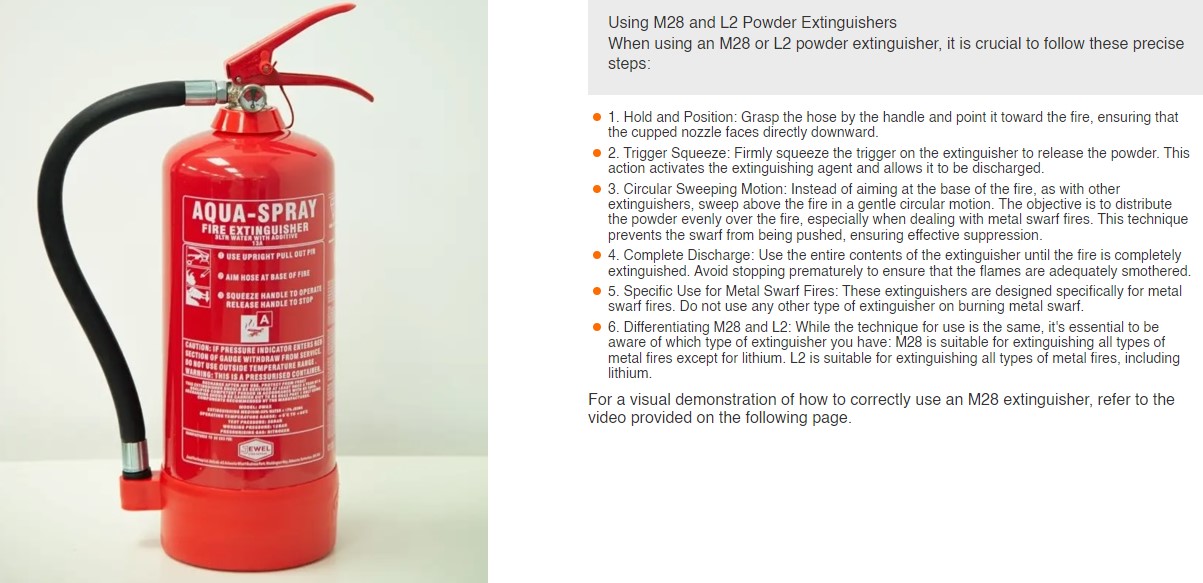 AQUA-SPRAY
FIRE EXTINGUISHER
3LTR WATER WITH ADDITIVE
13A
USE UPRIGHT PULL OUT PIN
AIM HOSE AT BASE OF FIRE
SQUEEZE HANDLE TO OPERATE
RELEASE HANDLE TO STOP
A
CAUTION: IF PRESSURE INDICATOR ENTERS RED
SECTION OF GAUGE WITHDRAW FROM SERVICE.
DO NOT USE OUTSIDE TEMPERATURE RANGE.
WARNING: THIS IS A PRESSURISED CONTAINER.
JEWEL
Using M28 and L2 Powder Extinguishers
When using an M28 or L2 powder extinguisher, it is crucial to follow these precise
steps:
1. Hold and Position: Grasp the hose by the handle and point it toward the fire, ensuring that
the cupped nozzle faces directly downward.
2. Trigger Squeeze: Firmly squeeze the trigger on the extinguisher to release the powder. This
action activates the extinguishing agent and allows it to be discharged.
3. Circular Sweeping Motion: Instead of aiming at the base of the fire, as with other
extinguishers, sweep above the fire in a gentle circular motion. The objective is to distribute
the powder evenly over the fire, especially when dealing with metal swarf fires. This technique
prevents the swarf from being pushed, ensuring effective suppression.
4. Complete Discharge: Use the entire contents of the extinguisher until the fire is completely
extinguished. Avoid stopping prematurely to ensure that the flames are adequately smothered.
5. Specific Use for Metal Swarf Fires: These extinguishers are designed specifically for metal
swarf fires. Do not use any other type of extinguisher on burning metal swarf.
6. Differentiating M28 and L2: While the technique for use is the same, it's essential to be
aware of which type of extinguisher you have: M28 is suitable for extinguishing all types of
metal fires except for lithium. L2 is suitable for extinguishing all types of metal fires, including
lithium.
For a visual demonstration of how to correctly use an M28 extinguisher, refer to the
video provided on the following page.